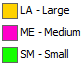 LA - Large
ME - Medium
SM - Small